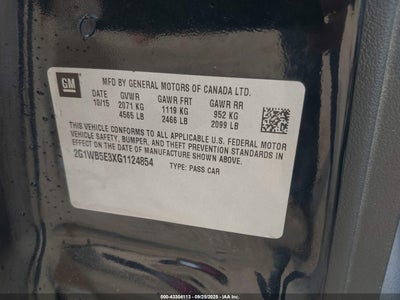 GM
MFD BY GENERAL MOTORS OF CANADA LTD.
DATE GVWR GAWR FRT GAWR RR
10/15 2071 KG 1119 KG 952 KG
4565 LB 2466 LB 2099 LB
THIS VEHICLE CONFORMS TO ALL APPLICABLE U.S. FEDERAL MOTOR
VEHICLE SAFETY, BUMPER, AND THEFT PREVENTION STANDARDS IN
EFFECT ON THE DATE OF MANUFACTURE SHOWN ABOVE.
2G1WB5E3XG1124854 TYPE: PASS CAR
000-43304113 - 09/29/2025 - IAA, Inc.